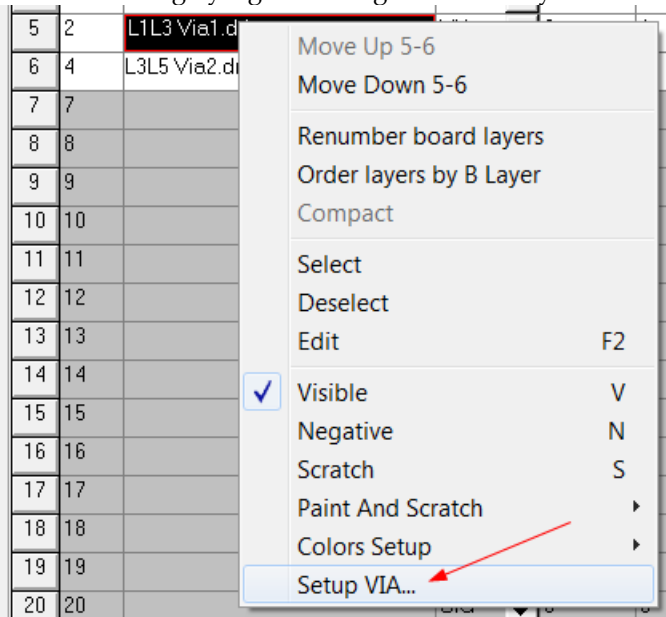 5 2 L1L3 Via1.d
6 4 L3L5 Via2.d
7 7
8 8
9 9
10 10
11 11
12 12
13 13
14 14
15 15
16 16
17 17
18 18
19 19
20 20
Move Up 5-6
Move Down 5-6
Renumber board layers
Order layers by B Layer
Compact
Select
Deselect
Edit F2
Visible V
Negative N
Scratch S
Paint And Scratch
Colors Setup
Setup VIA...